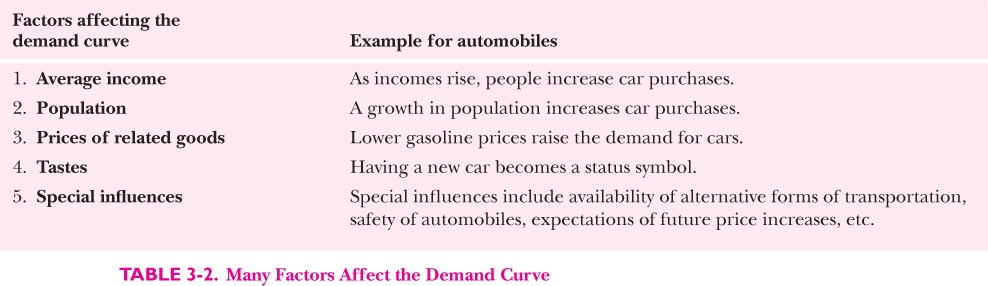 Factors affecting the
demand curve Example for automobiles
1. Average income As incomes rise, people increase car purchases.
2. Population A growth in population increases car purchases.
3. Prices of related goods Lower gasoline prices raise the demand for cars.
4. Tastes Having a new car becomes a status symbol.
5. Special influences Special influences include availability of alternative forms of transportation,
safety of automobiles, expectations of future price increases, etc.
TABLE 3-2. Many Factors Affect the Demand Curve